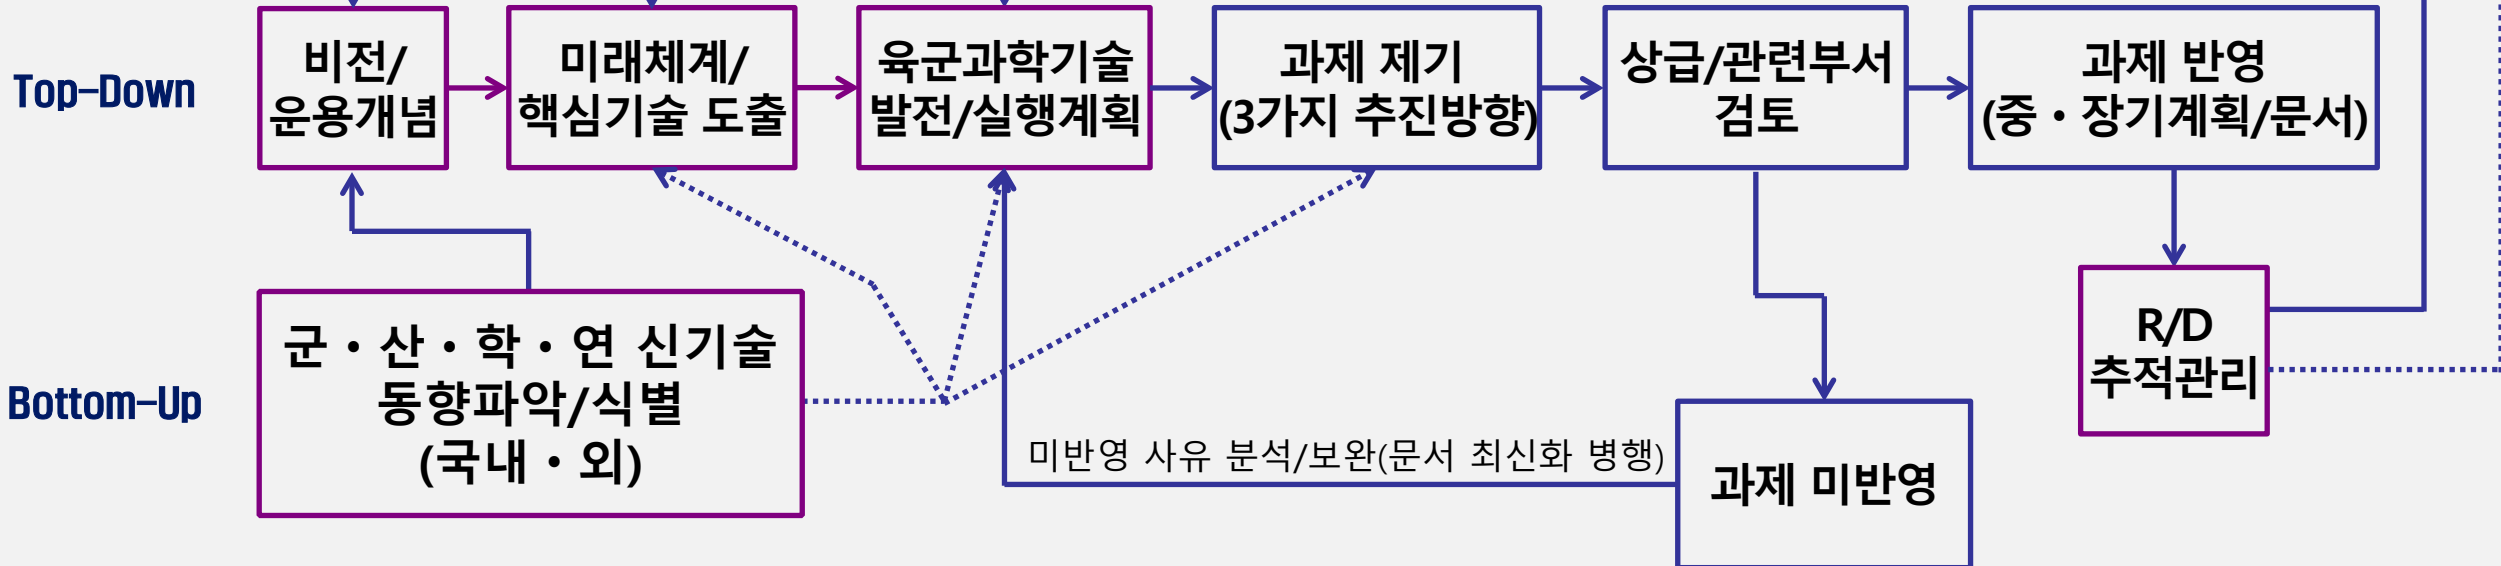 Top-Down
비전/
운용개념
미래체계/
핵심기술 도출
육군과학기술
발전/실행계획
과제 제기
(3가지 추진방향)
상급/관련부서
검토
과제 반영
(중・장기계획/문서)
Bottom-Up
군・산・학・연 신기술
동향파악/식별
(국내・외)
미반영 사유 분석/보완(문서 최신화 병행)
과제 미반영
R/D
추적관리